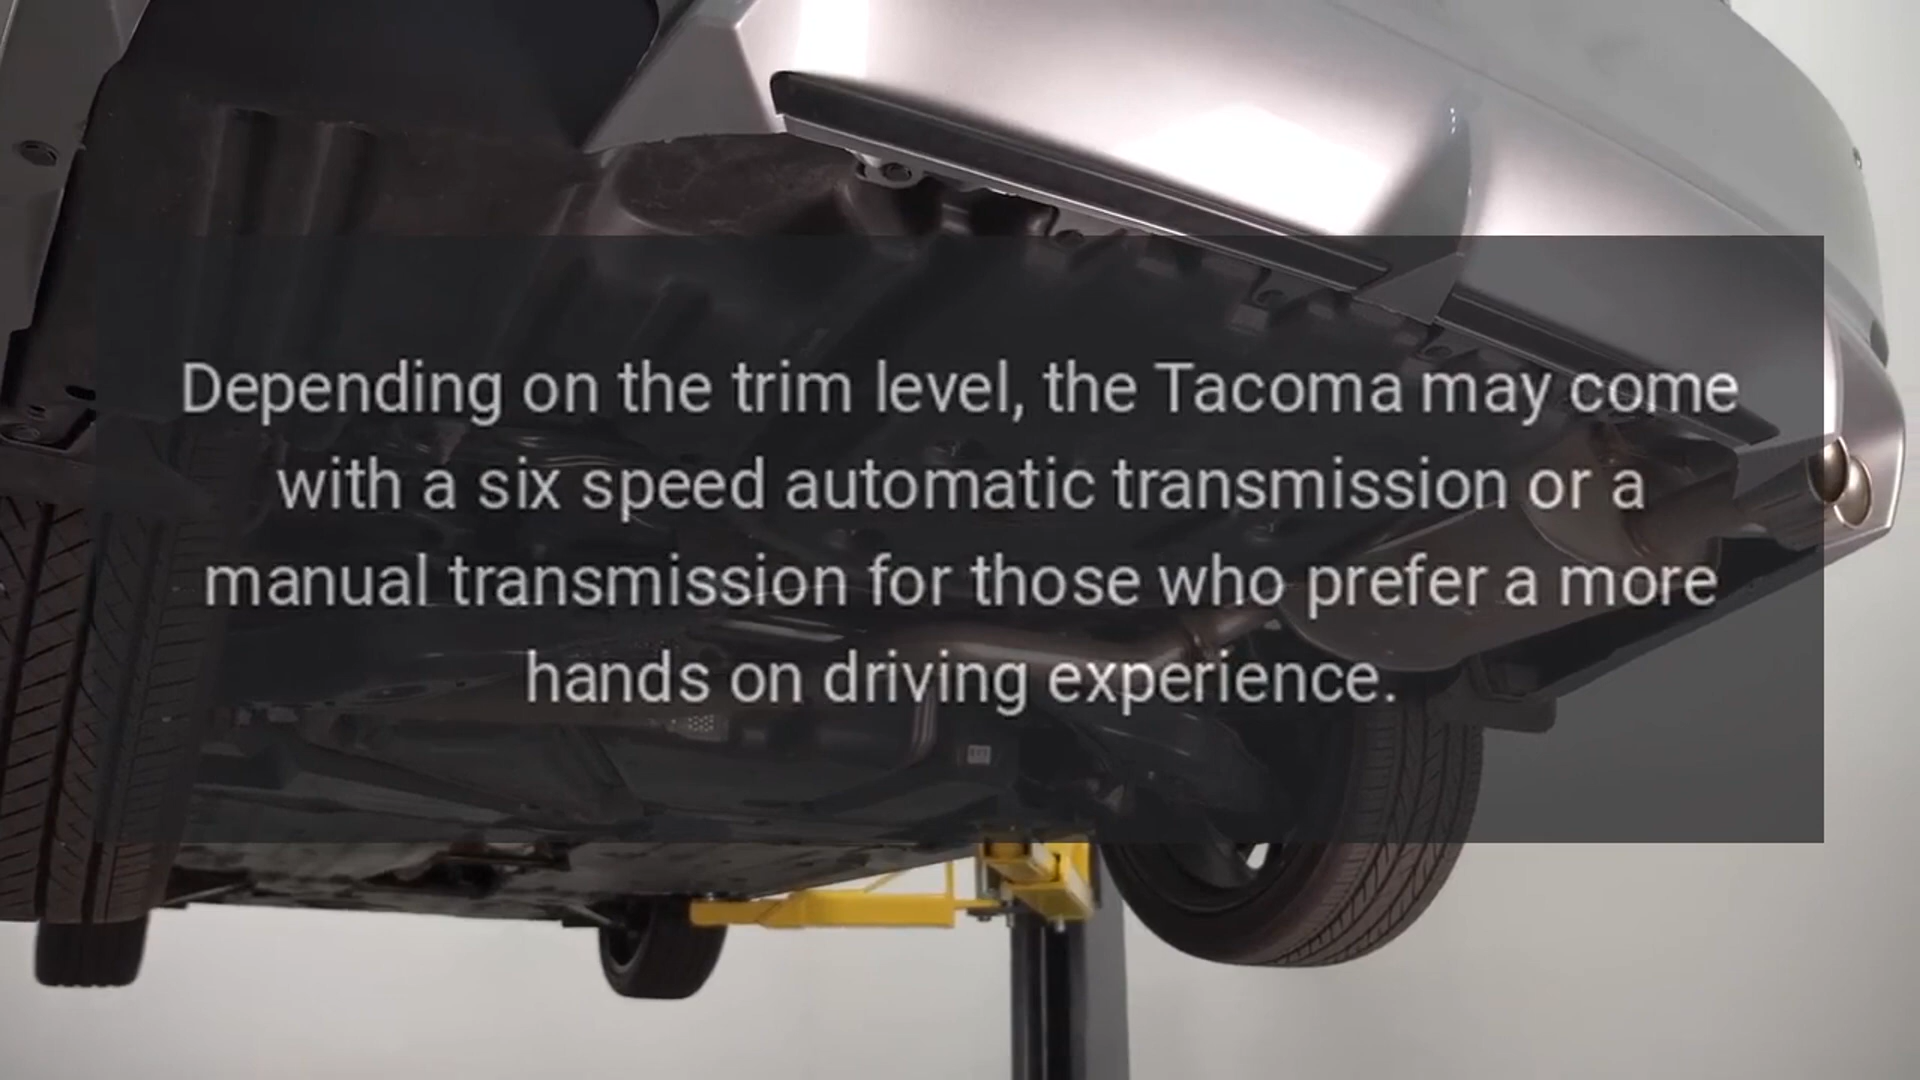 Depending on the trim level, the Tacoma may come
with a six speed automatic transmission or a
manual transmission for those who prefer a more
hands on driving experience.